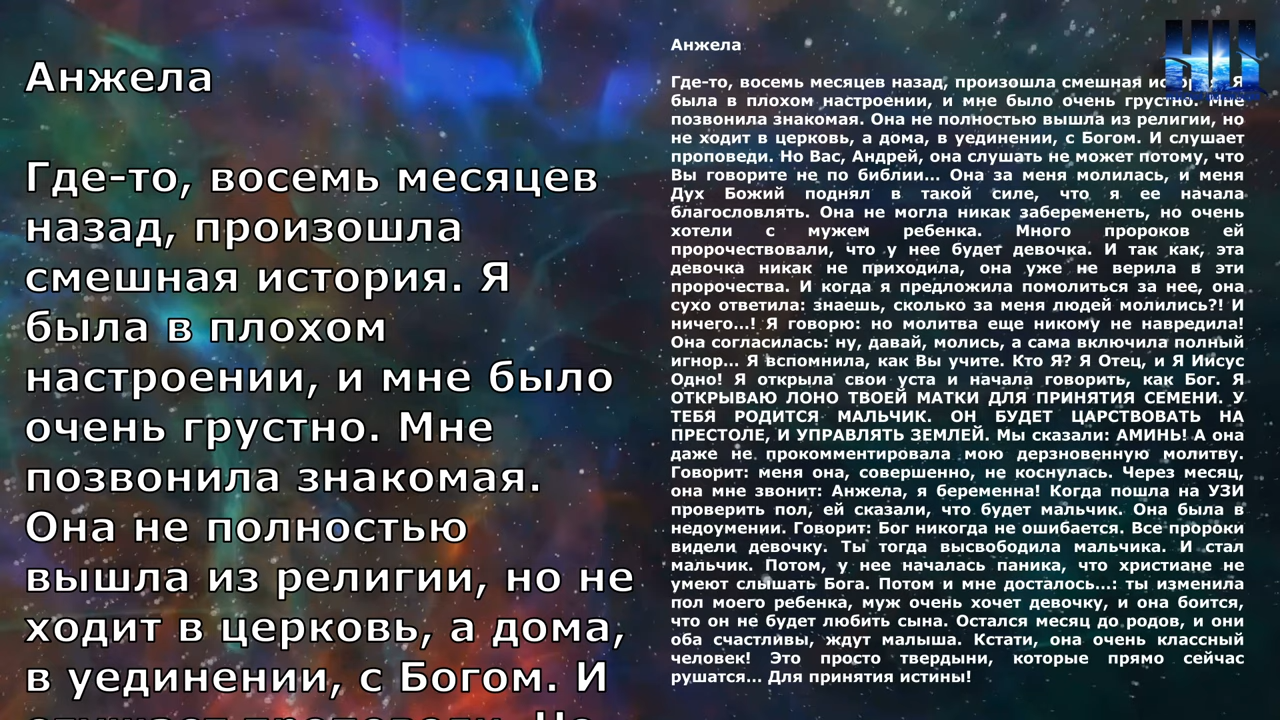 Анжела
Где-то, восемь месяцев
назад, произошла
смешная история. Я
была в плохом
настроении, и мне было
очень грустно. Мне
позвонила знакомая.
Она не полностью
вышла из религии, но не
ходит в церковь, а дома,
в уединении, с Богом. И
Анжела
Где-то, восемь месяцев назад, произошла смешная история. Я
была в плохом настроении, и мне было очень грустно. Мне
позвонила знакомая. Она не полностью вышла из религии, но
не ходит в церковь, а дома, в уединении, с Богом. И слушает
проповеди. Но Вас, Андрей, она слушать не может потому, что
Вы говорите не по библии... Она за меня молилась, и меня
Дух Божий поднял в такой силе, что я ее начала
благословлять. Она не могла никак забеременеть, но очень
хотели с мужем ребенка. Много пророков ей
пророчествовали, что у нее будет девочка. И так как, эта
девочка никак не приходила, она уже не верила в эти
пророчества. И когда я предложила помолиться за нее, она
сухо ответила: знаешь, сколько за меня людей молились?! И
ничего...! Я говорю: но молитва еще никому не навредила!
Она согласилась: ну, давай, молись, а сама включила полный
игнор... Я вспомнила, как Вы учите. Кто Я? Я Отец, и Я Иисус
Одно! Я открыла свои уста и начала говорить, как Бог. Я
ОТКРЫВАЮ ЛОНО ТВОЕЙ МАТКИ ДЛЯ ПРИНЯТИЯ СЕМЕНИ. У
ТЕБЯ РОДИТСЯ МАЛЬЧИК. ОН БУДЕТ ЦАРСТВОВАТЬ НА
ПРЕСТОЛЕ, И УПРАВЛЯТЬ ЗЕМЛЕЙ. Мы сказали: АМИНЬ! А она
даже не прокомментировала мою дерзновенную молитву.
Говорит: меня она, совершенно, не коснулась. Через месяц,
она мне звонит: Анжела, я беременна! Когда пошла на УЗИ
проверить пол, ей сказали, что будет мальчик. Она была в
недоумении. Говорит: Бог никогда не ошибается. Все пророки
видели девочку. Ты тогда высвободила мальчика. И стал
мальчик. Потом, у нее началась паника, что христиане не
умеют слышать Бога. Потом и мне досталось...: ты изменила
пол моего ребенка, муж очень хочет девочку, и она боится,
что он не будет любить сына. Остался месяц до родов, и они
оба счастливы, ждут малыша. Кстати, она очень классный
человек! Это просто твердыни, которые прямо сейчас
рушатся... Для принятия истины!